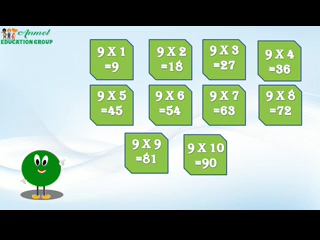 Anmol
EDUCATION GROUP
9 X 1
=9
9 X 2
=18
9 X 3
=27
9 X 4
=36
9 X 5
=45
9 X 6
=54
9 X 7
=63
9 X 8
=72
9 X 9
=81
9 X 10
=90